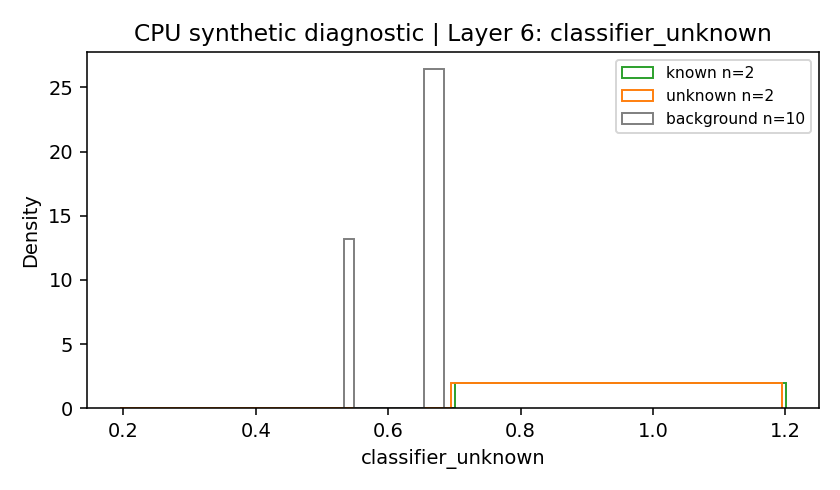 CPU synthetic diagnostic | Layer 6: classifier_unknown
known n=2
unknown n=2
background n=10
Density
25
20
15
10
5
0
0.2 0.4 0.6 0.8 1.0 1.2
classifier_unknown